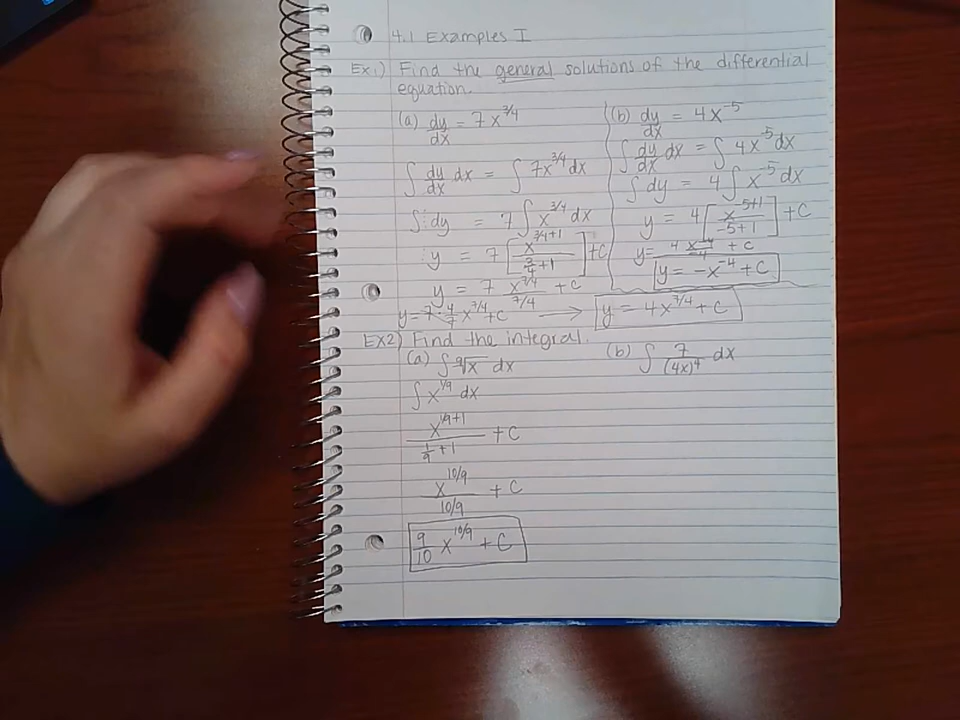 4.1 Examples I
Ex 1) Find the general solutions of the differential
equation.
(a) dy/dx = 7x^(3/4)
∫ dy/dx dx = ∫ 7x^(3/4) dx
∫ dy = 7 ∫ x^(3/4) dx
y = 7 [x^(3/4+1) / (3/4+1)] + C
y = 7 x^(7/4) / (7/4) + C
y = 7 · 4/7 x^(7/4) + C → y = 4x^(7/4) + C
(b) dy/dx = 4x^-5
∫ dy/dx dx = ∫ 4x^-5 dx
∫ dy = 4 ∫ x^-5 dx
y = 4 [x^(-5+1) / (-5+1)] + C
y = 4 x^-4 / -4 + C
y = -x^-4 + C
Ex 2) Find the integral.
(a) ∫ ⁹√x dx
∫ x^(1/9) dx
x^(1/9+1) / (1/9+1) + C
x^(10/9) / (10/9) + C
9/10 x^(10/9) + C
(b) ∫ 7/(4x)^4 dx